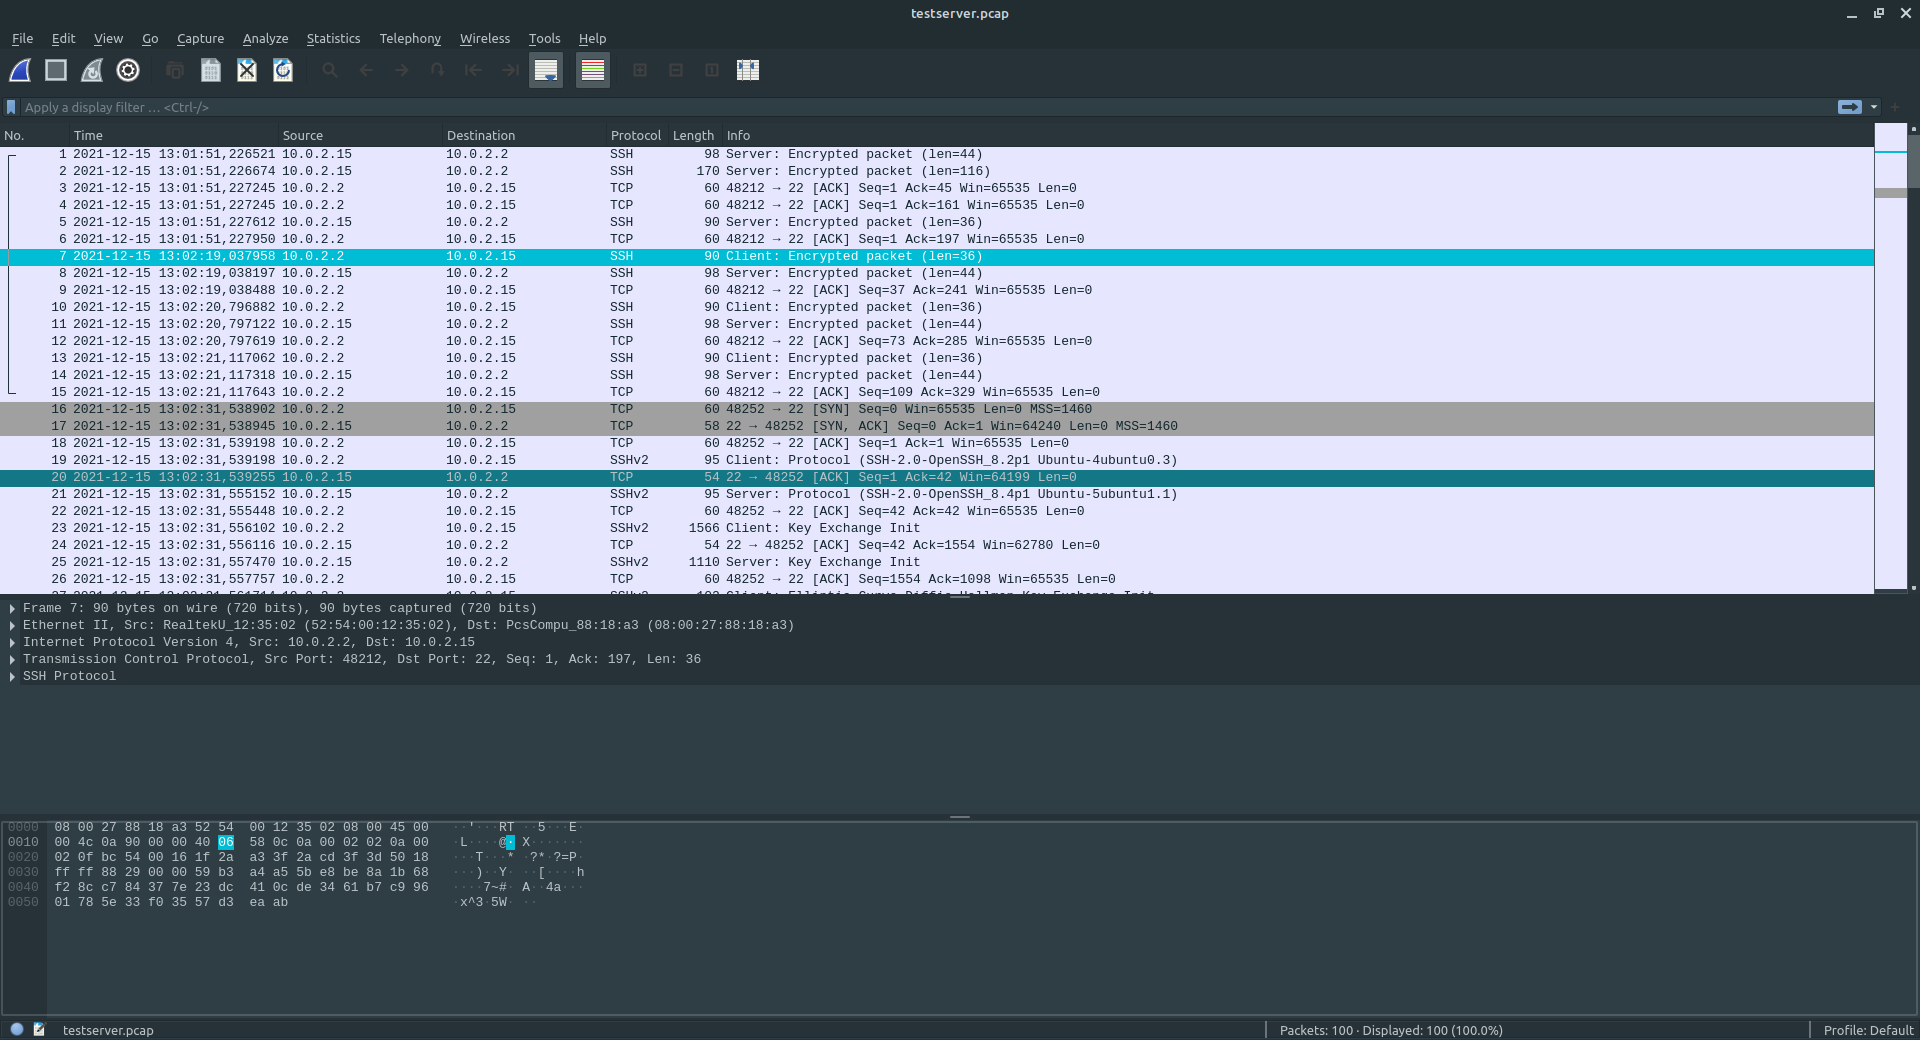 testserver.pcap
File Edit View Go Capture Analyze Statistics Telephony Wireless Tools Help
Apply a display filter … <Ctrl-/>
No. Time Source Destination Protocol Length Info
1 2021-12-15 13:01:51,226521 10.0.2.15 10.0.2.2 SSH 98 Server: Encrypted packet (len=44)
2 2021-12-15 13:01:51,226674 10.0.2.15 10.0.2.2 SSH 170 Server: Encrypted packet (len=116)
3 2021-12-15 13:01:51,227245 10.0.2.2 10.0.2.15 TCP 60 48212 → 22 [ACK] Seq=1 Ack=45 Win=65535 Len=0
4 2021-12-15 13:01:51,227245 10.0.2.2 10.0.2.15 TCP 60 48212 → 22 [ACK] Seq=1 Ack=161 Win=65535 Len=0
5 2021-12-15 13:01:51,227612 10.0.2.15 10.0.2.2 SSH 90 Server: Encrypted packet (len=36)
6 2021-12-15 13:01:51,227950 10.0.2.2 10.0.2.15 TCP 60 48212 → 22 [ACK] Seq=1 Ack=197 Win=65535 Len=0
7 2021-12-15 13:02:19,037958 10.0.2.2 10.0.2.15 SSH 90 Client: Encrypted packet (len=36)
8 2021-12-15 13:02:19,038197 10.0.2.15 10.0.2.2 SSH 98 Server: Encrypted packet (len=44)
9 2021-12-15 13:02:19,038488 10.0.2.2 10.0.2.15 TCP 60 48212 → 22 [ACK] Seq=37 Ack=241 Win=65535 Len=0
10 2021-12-15 13:02:20,796882 10.0.2.2 10.0.2.15 SSH 90 Client: Encrypted packet (len=36)
11 2021-12-15 13:02:20,797122 10.0.2.15 10.0.2.2 SSH 98 Server: Encrypted packet (len=44)
12 2021-12-15 13:02:20,797619 10.0.2.2 10.0.2.15 TCP 60 48212 → 22 [ACK] Seq=73 Ack=285 Win=65535 Len=0
13 2021-12-15 13:02:21,117062 10.0.2.2 10.0.2.15 SSH 90 Client: Encrypted packet (len=36)
14 2021-12-15 13:02:21,117318 10.0.2.15 10.0.2.2 SSH 98 Server: Encrypted packet (len=44)
15 2021-12-15 13:02:21,117643 10.0.2.2 10.0.2.15 TCP 60 48212 → 22 [ACK] Seq=109 Ack=329 Win=65535 Len=0
16 2021-12-15 13:02:31,538902 10.0.2.2 10.0.2.15 TCP 60 48252 → 22 [SYN] Seq=0 Win=65535 Len=0 MSS=1460
17 2021-12-15 13:02:31,538945 10.0.2.15 10.0.2.2 TCP 58 22 → 48252 [SYN, ACK] Seq=0 Ack=1 Win=64240 Len=0 MSS=1460
18 2021-12-15 13:02:31,539198 10.0.2.2 10.0.2.15 TCP 60 48252 → 22 [ACK] Seq=1 Ack=1 Win=65535 Len=0
19 2021-12-15 13:02:31,539198 10.0.2.2 10.0.2.15 SSHv2 95 Client: Protocol (SSH-2.0-OpenSSH_8.2p1 Ubuntu-4ubuntu0.3)
20 2021-12-15 13:02:31,539255 10.0.2.15 10.0.2.2 TCP 54 22 → 48252 [ACK] Seq=1 Ack=42 Win=64199 Len=0
21 2021-12-15 13:02:31,555152 10.0.2.15 10.0.2.2 SSHv2 95 Server: Protocol (SSH-2.0-OpenSSH_8.4p1 Ubuntu-5ubuntu1.1)
22 2021-12-15 13:02:31,555448 10.0.2.2 10.0.2.15 TCP 60 48252 → 22 [ACK] Seq=42 Ack=42 Win=65535 Len=0
23 2021-12-15 13:02:31,556102 10.0.2.2 10.0.2.15 SSHv2 1566 Client: Key Exchange Init
24 2021-12-15 13:02:31,556116 10.0.2.15 10.0.2.2 TCP 54 22 → 48252 [ACK] Seq=42 Ack=1554 Win=62780 Len=0
25 2021-12-15 13:02:31,557470 10.0.2.15 10.0.2.2 SSHv2 1110 Server: Key Exchange Init
26 2021-12-15 13:02:31,557757 10.0.2.2 10.0.2.15 TCP 60 48252 → 22 [ACK] Seq=1554 Ack=1098 Win=65535 Len=0
Frame 7: 90 bytes on wire (720 bits), 90 bytes captured (720 bits)
Ethernet II, Src: RealtekU_12:35:02 (52:54:00:12:35:02), Dst: PcsCompu_88:18:a3 (08:00:27:88:18:a3)
Internet Protocol Version 4, Src: 10.0.2.2, Dst: 10.0.2.15
Transmission Control Protocol, Src Port: 48212, Dst Port: 22, Seq: 1, Ack: 197, Len: 36
SSH Protocol
0000 08 00 27 88 18 a3 52 54 00 12 35 02 08 00 45 00 ··'···RT ··5···E·
0010 00 4c 0a 90 00 00 40 06 58 0c 0a 00 02 02 0a 00 ·L····@· X·······
0020 02 0f bc 54 00 16 1f 2a a3 3f 2a cd 3f 3d 50 18 ···T···* ·?*·?=P·
0030 ff ff 88 29 00 00 59 b3 a4 a5 5b e8 be 8a 1b 68 ···)··Y· ··[····h
0040 f2 8c c7 84 37 7e 23 dc 41 0c de 34 61 b7 c9 96 ····7~#· A··4a···
0050 01 78 5e 33 f0 35 57 d3 ea ab ·x^3·5W· ··
testserver.pcap
Packets: 100 · Displayed: 100 (100.0%)
Profile: Default